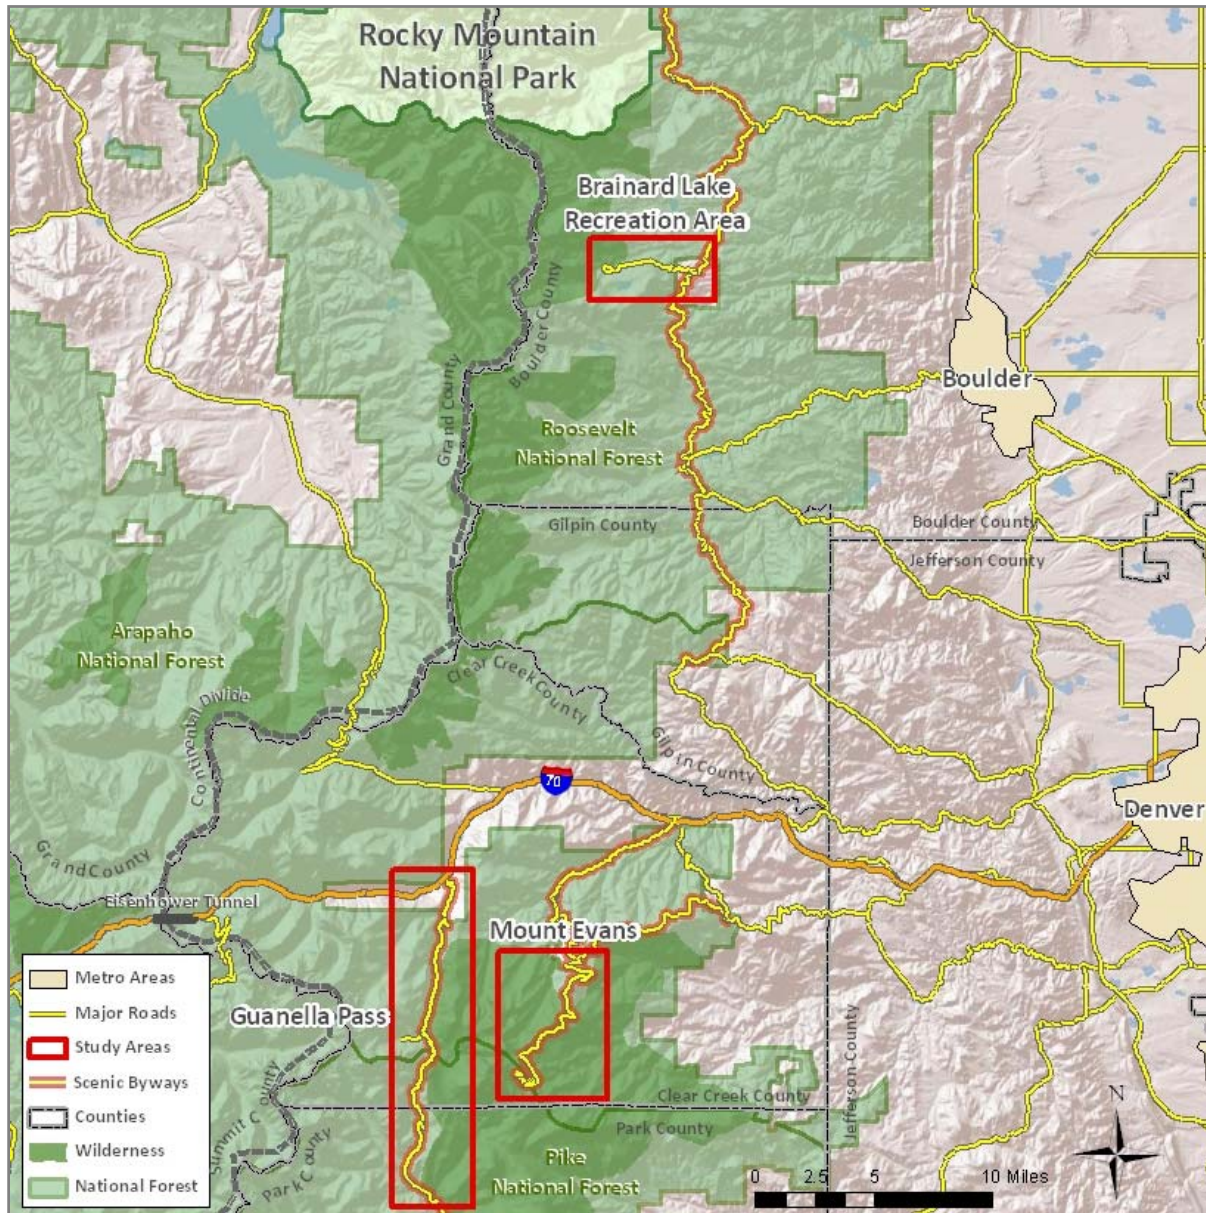 Rocky Mountain
National Park
Brainard Lake
Recreation Area
Boulder County
Grand County
Boulder
Roosevelt
National Forest
Gilpin County
Boulder County
Jefferson County
Arapaho
National Forest
Continental Divide
Clear Creek County
Gilpin County
70
Denver
Grand County
Eisenhower Tunnel
Mount Evans
Guanella Pass
Metro Areas
Major Roads
Study Areas
Scenic Byways
Counties
Wilderness
National Forest
Summit County
Park County
Clear Creek County
Park County
Jefferson County
Pike
National Forest
N
0 2.5 5 10 Miles